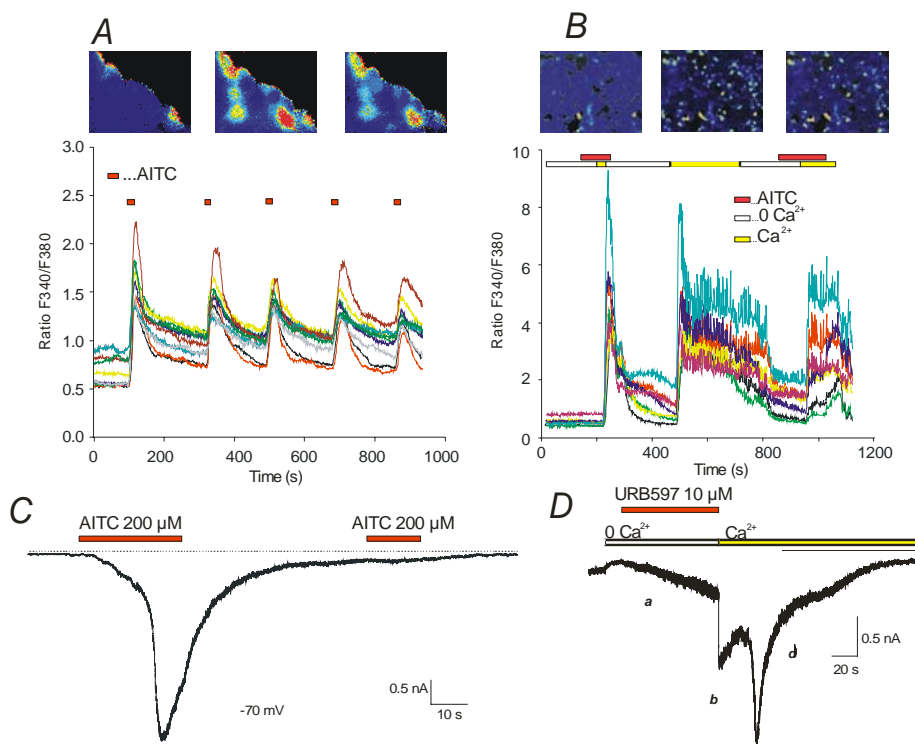 A
3.0
2.5
2.0
1.5
1.0
0.5
0.0
Ratio F340/F380
...AITC
0 200 400 600 800 1000
Time (s)
B
10
8
6
4
2
0
Ratio F340/F380
...AITC
...0 Ca²⁺
...Ca²⁺
0 400 600 800 1200
Time (s)
C
AITC 200 µM
AITC 200 µM
-70 mV
0.5 nA
10 s
D
URB597 10 µM
0 Ca²⁺
Ca²⁺
a
b
d
0.5 nA
20 s